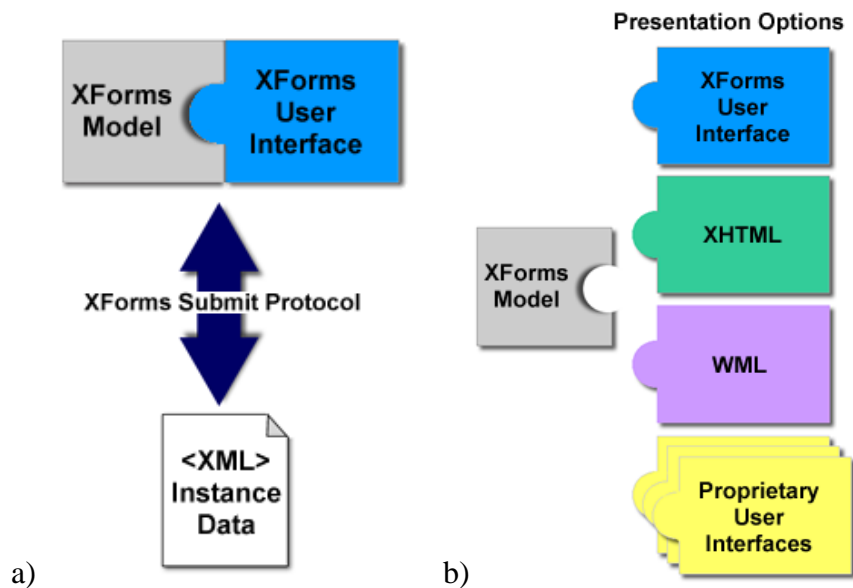 XForms
Model
XForms
User
Interface
XForms Submit Protocol
<XML>
Instance
Data
a)
Presentation Options
XForms
User
Interface
XHTML
XForms
Model
WML
Proprietary
User
Interfaces
b)